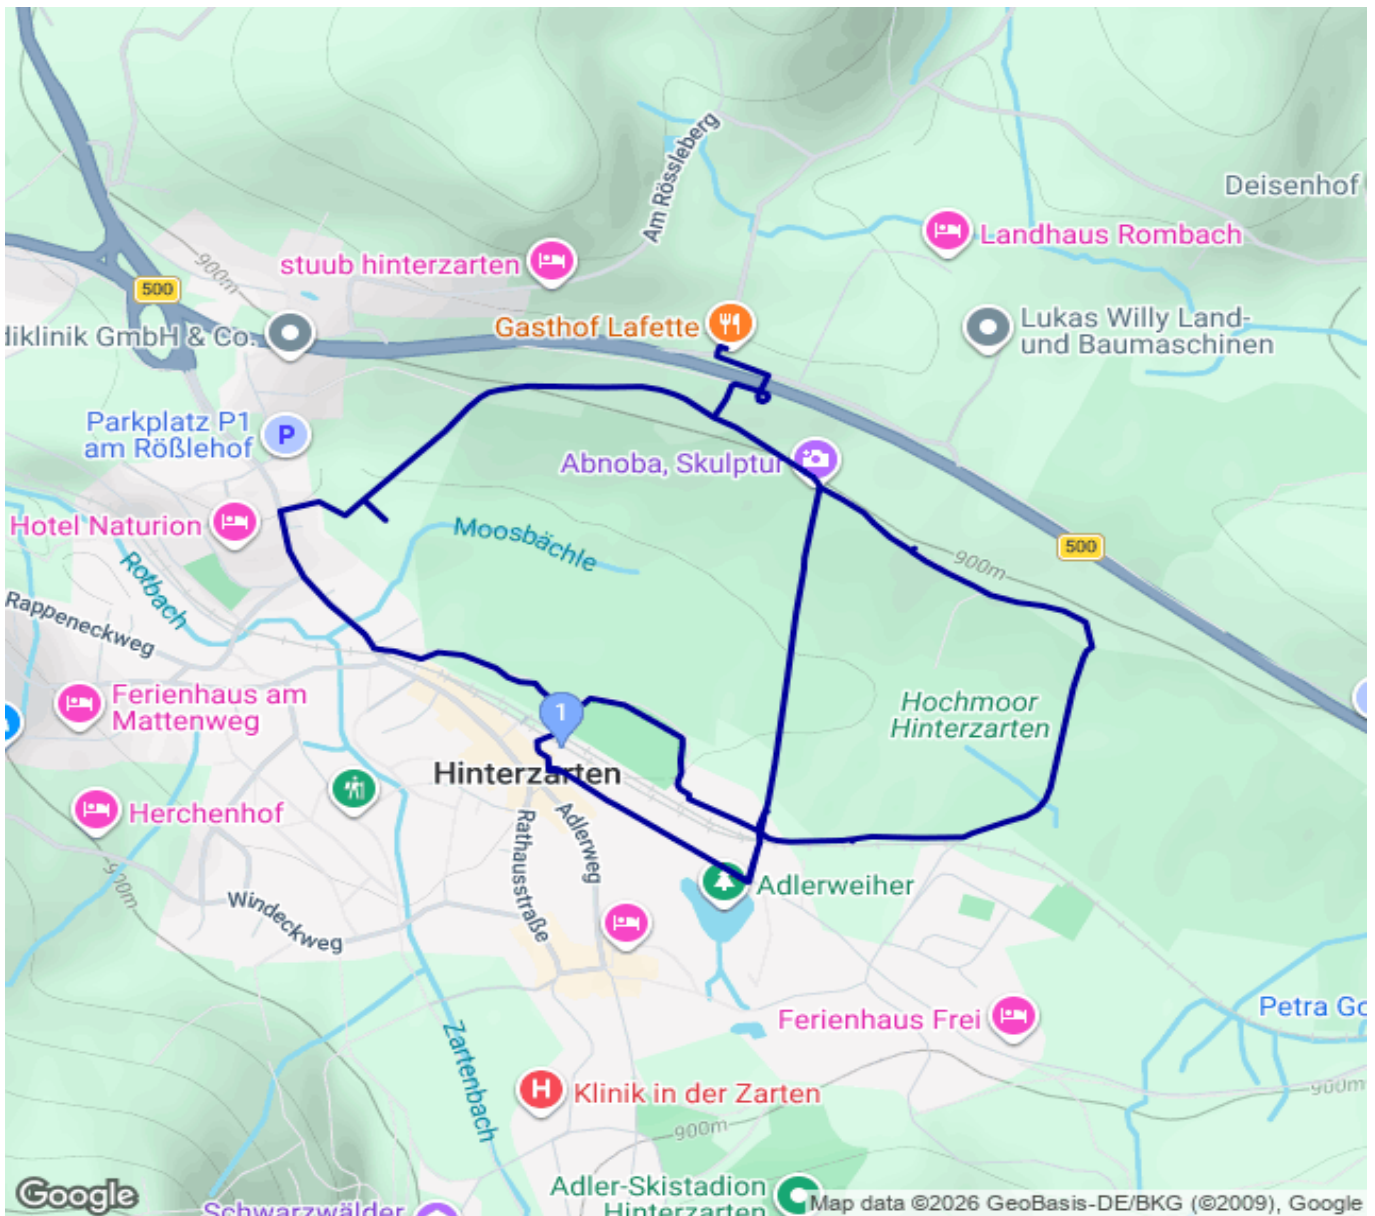 Am Rössleberg
Deisenhof
Landhaus Rombach
900m
stuub hinterzarten
500
Gasthof Lafette
Lukas Willy Land-
und Baumaschinen
diklinik GmbH & Co.
Parkplatz P1
am Rößlehof
P
Abnoba, Skulptur
Hotel Naturion
Moosbächle
900m
500
Rotbach
Rappeneckweg
Ferienhaus am
Mattenweg
Hochmoor
Hinterzarten
1
Hinterzarten
Herchenhof
Adlerweg
Rathausstraße
900m
Adlerweiher
Windeckweg
Petra Go
Ferienhaus Frei
Zartenbach
H
Klinik in der Zarten
900m
900m
Adler-Skistadion
Hinterzarten
Schwarzwälder
Google
Map data ©2026 GeoBasis-DE/BKG (©2009), Google